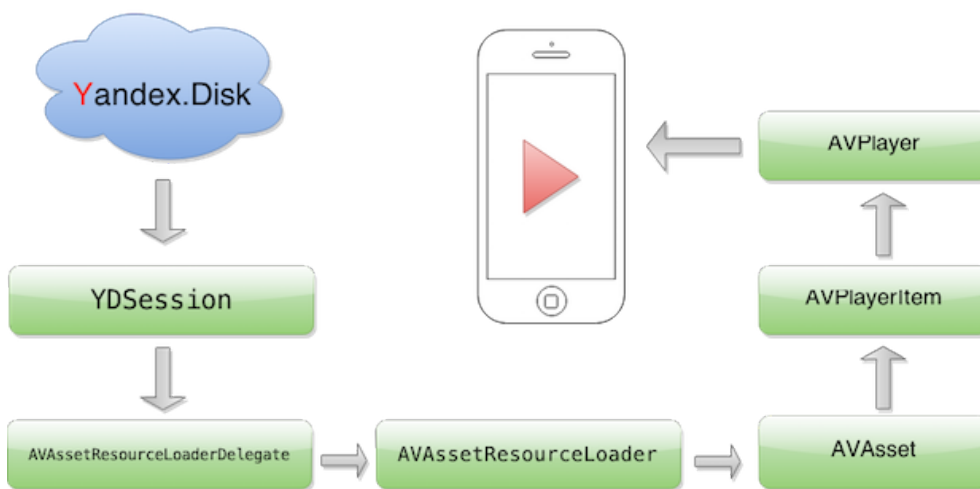 Yandex.Disk
YDSession
AVAssetResourceLoaderDelegate
AVAssetResourceLoader
AVAsset
AVPlayerItem
AVPlayer